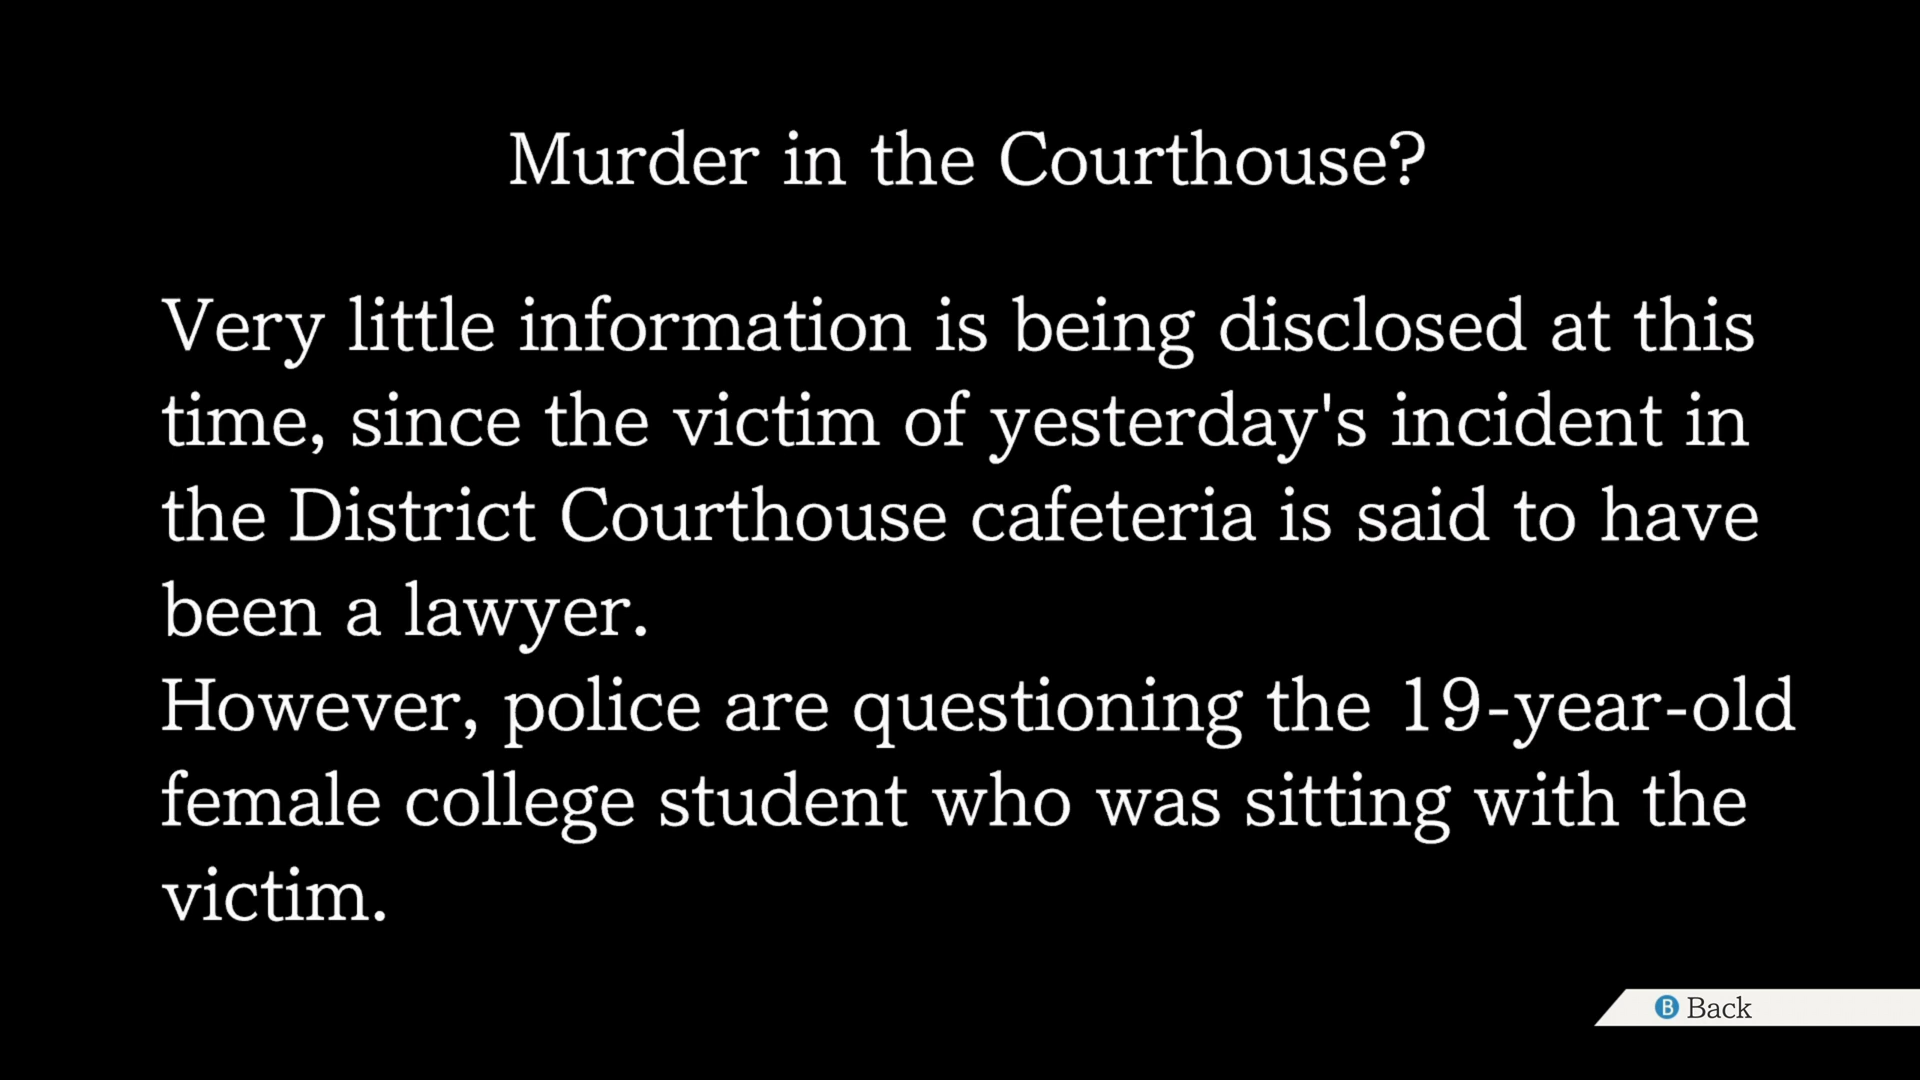 Murder in the Courthouse?
Very little information is being disclosed at this
time, since the victim of yesterday's incident in
the District Courthouse cafeteria is said to have
been a lawyer.
However, police are questioning the 19-year-old
female college student who was sitting with the
victim.
B Back